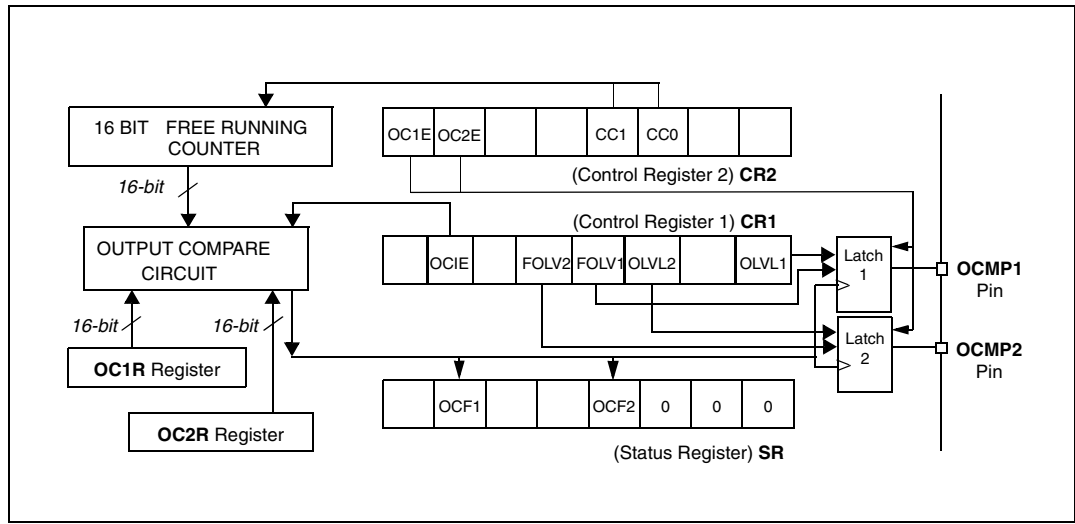 16 BIT FREE RUNNING
COUNTER
OC1E OC2E CC1 CC0
(Control Register 2) CR2
16-bit
(Control Register 1) CR1
OUTPUT COMPARE
CIRCUIT
OCIE FOLV2 FOLV1 OLVL2 OLVL1
Latch
1
OCMP1
Pin
16-bit 16-bit
Latch
2
OCMP2
Pin
OC1R Register
OCF1 OCF2 0 0 0
OC2R Register
(Status Register) SR